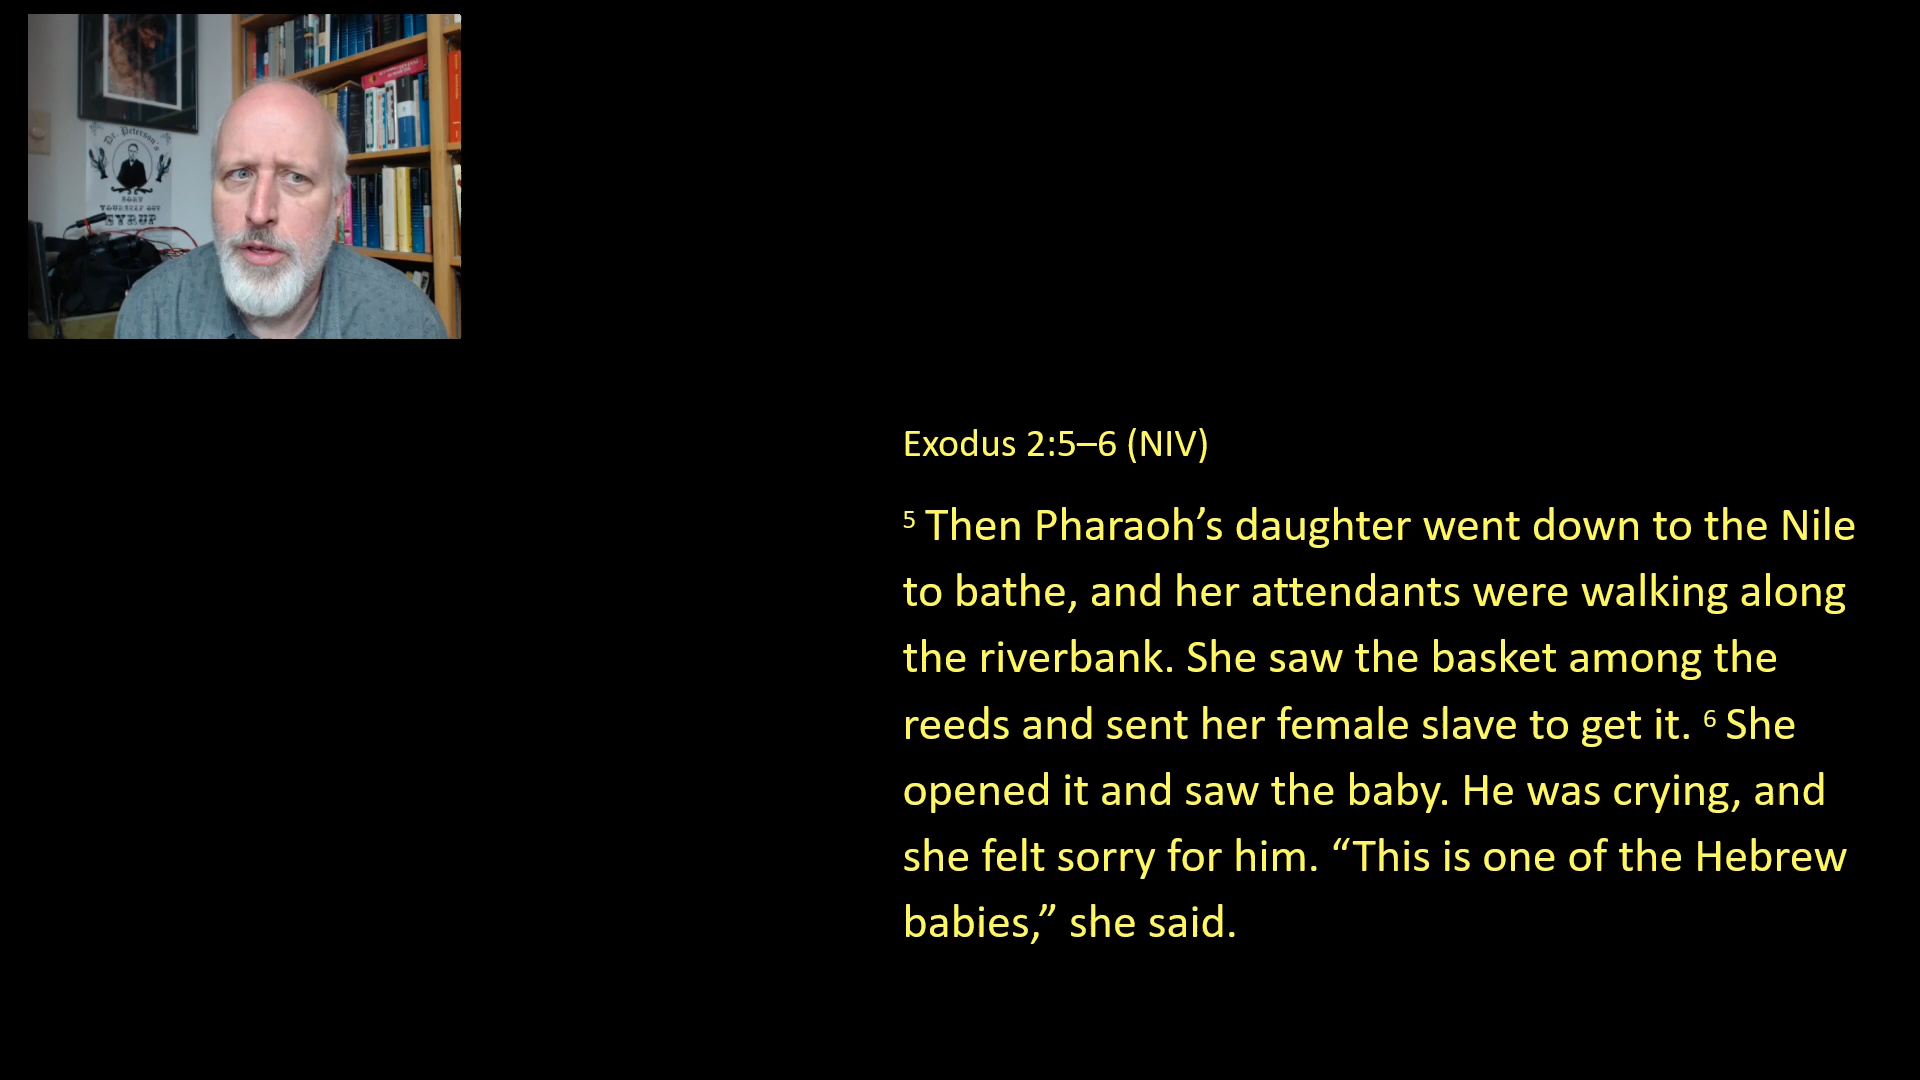 Dr. Peterson's
SORT
YOURSELF OUT
SYRUP
Exodus 2:5–6 (NIV)
5 Then Pharaoh’s daughter went down to the Nile
to bathe, and her attendants were walking along
the riverbank. She saw the basket among the
reeds and sent her female slave to get it. 6 She
opened it and saw the baby. He was crying, and
she felt sorry for him. “This is one of the Hebrew
babies,” she said.